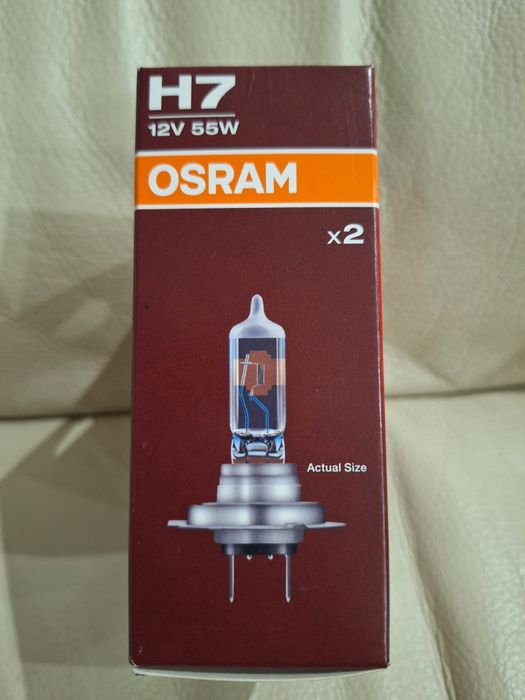 H7
12V 55W
OSRAM
x2
Actual Size